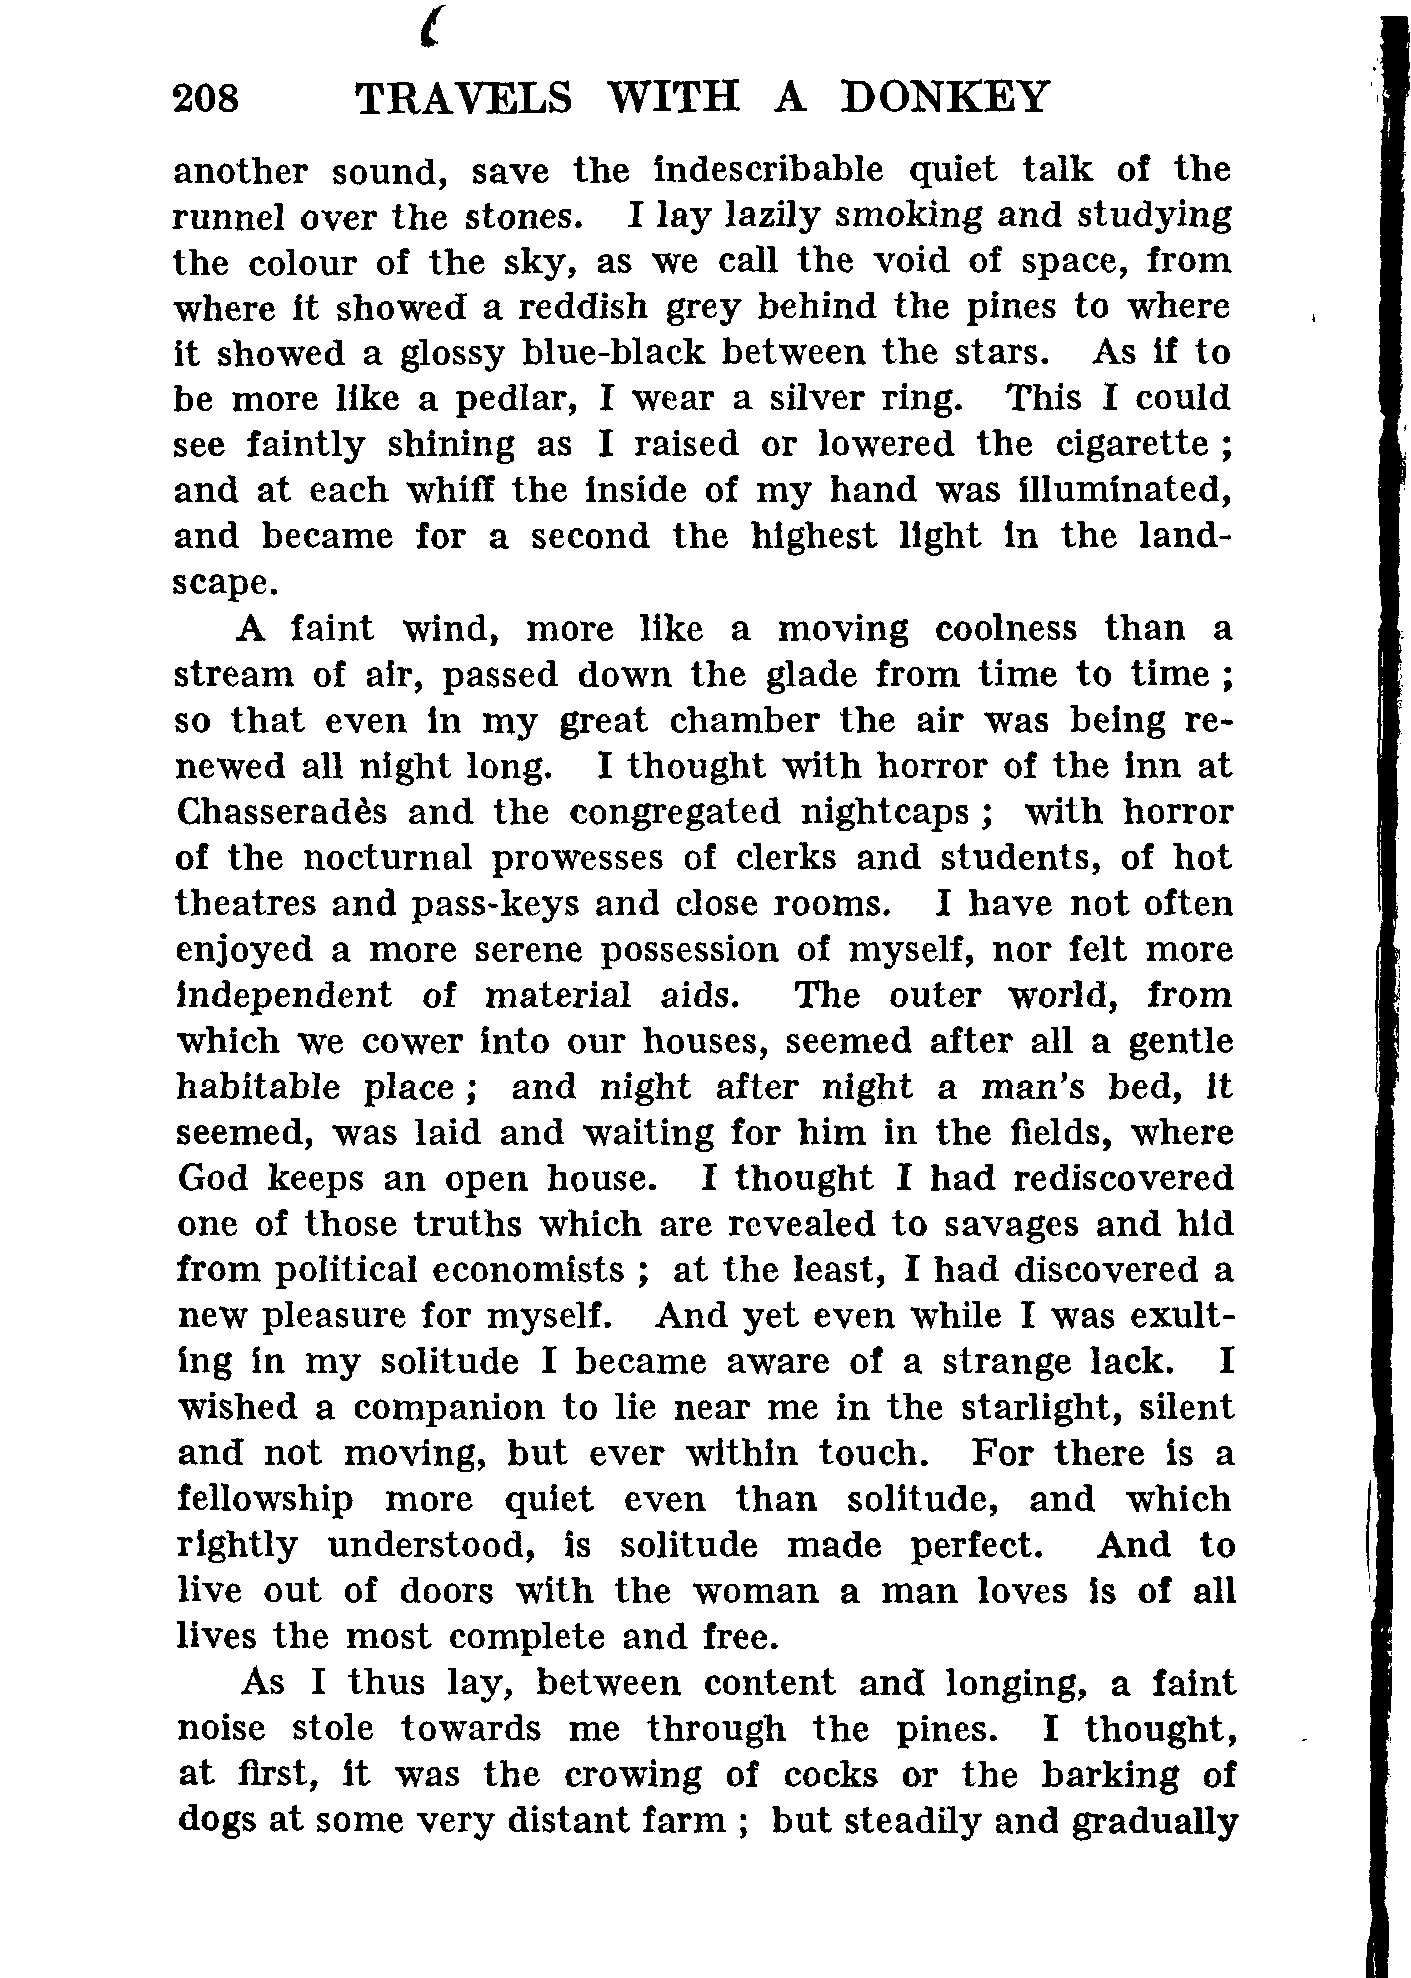 208 TRAVELS WITH A DONKEY
another sound, save the indescribable quiet talk of the
runnel over the stones. I lay lazily smoking and studying
the colour of the sky, as we call the void of space, from
where it showed a reddish grey behind the pines to where
it showed a glossy blue-black between the stars. As if to
be more like a pedlar, I wear a silver ring. This I could
see faintly shining as I raised or lowered the cigarette ;
and at each whiff the inside of my hand was illuminated,
and became for a second the highest light in the land-
scape.
A faint wind, more like a moving coolness than a
stream of air, passed down the glade from time to time ;
so that even in my great chamber the air was being re-
newed all night long. I thought with horror of the inn at
Chasseradès and the congregated nightcaps ; with horror
of the nocturnal prowesses of clerks and students, of hot
theatres and pass-keys and close rooms. I have not often
enjoyed a more serene possession of myself, nor felt more
independent of material aids. The outer world, from
which we cower into our houses, seemed after all a gentle
habitable place ; and night after night a man's bed, it
seemed, was laid and waiting for him in the fields, where
God keeps an open house. I thought I had rediscovered
one of those truths which are revealed to savages and hid
from political economists ; at the least, I had discovered a
new pleasure for myself. And yet even while I was exult-
ing in my solitude I became aware of a strange lack. I
wished a companion to lie near me in the starlight, silent
and not moving, but ever within touch. For there is a
fellowship more quiet even than solitude, and which
rightly understood, is solitude made perfect. And to
live out of doors with the woman a man loves is of all
lives the most complete and free.
As I thus lay, between content and longing, a faint
noise stole towards me through the pines. I thought,
at first, it was the crowing of cocks or the barking of
dogs at some very distant farm ; but steadily and gradually